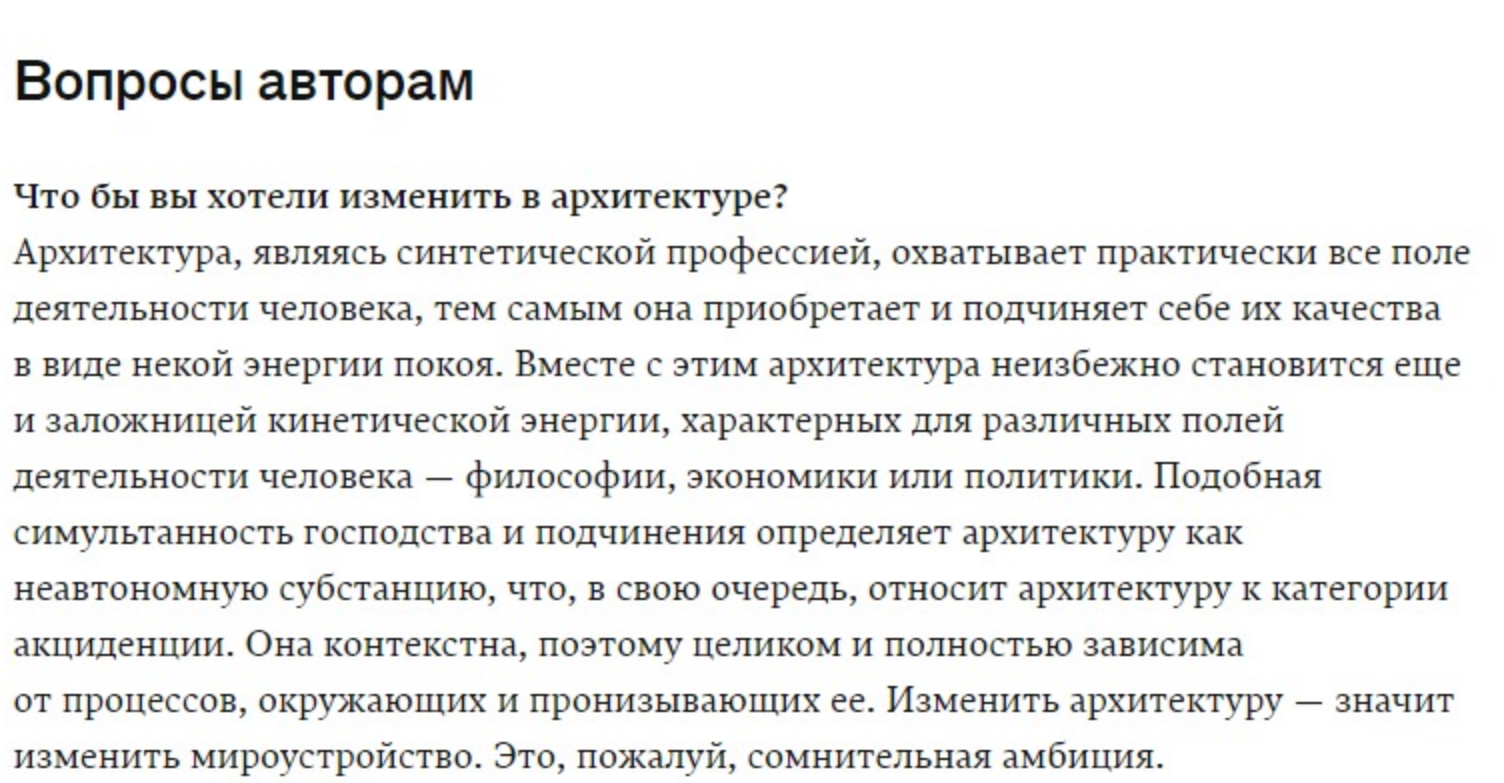 Вопросы авторам
Что бы вы хотели изменить в архитектуре?
Архитектура, являясь синтетической профессией, охватывает практически все поле
деятельности человека, тем самым она приобретает и подчиняет себе их качества
в виде некой энергии покоя. Вместе с этим архитектура неизбежно становится еще
и заложницей кинетической энергии, характерных для различных полей
деятельности человека — философии, экономики или политики. Подобная
симультанность господства и подчинения определяет архитектуру как
неавтономную субстанцию, что, в свою очередь, относит архитектуру к категории
акциденции. Она контекстна, поэтому целиком и полностью зависима
от процессов, окружающих и пронизывающих ее. Изменить архитектуру — значит
изменить мироустройство. Это, пожалуй, сомнительная амбиция.